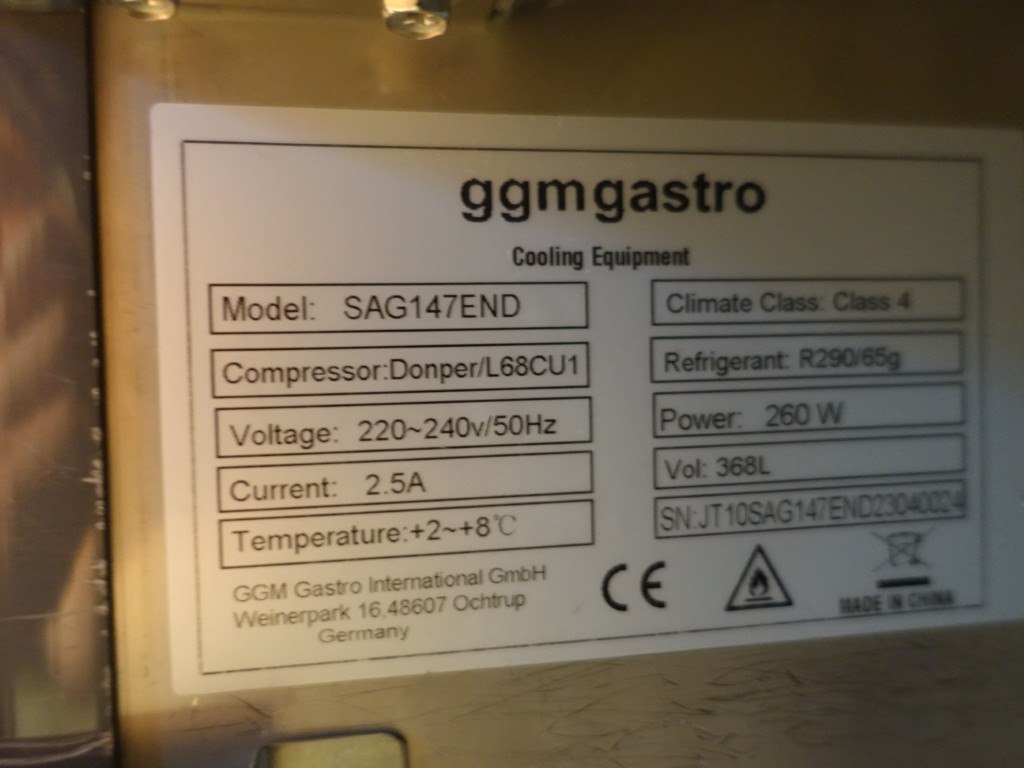 ggmgastro
Cooling Equipment
Model: SAG147END
Climate Class: Class 4
Compressor:Donper/L68CU1
Refrigerant: R290/65g
Voltage: 220~240v/50Hz
Power: 260 W
Current: 2.5A
Vol: 368L
Temperature:+2~+8℃
SN:JT10SAG147END23040024
GGM Gastro International GmbH
Weinerpark 16,48607 Ochtrup
Germany
CE
MADE IN CHINA